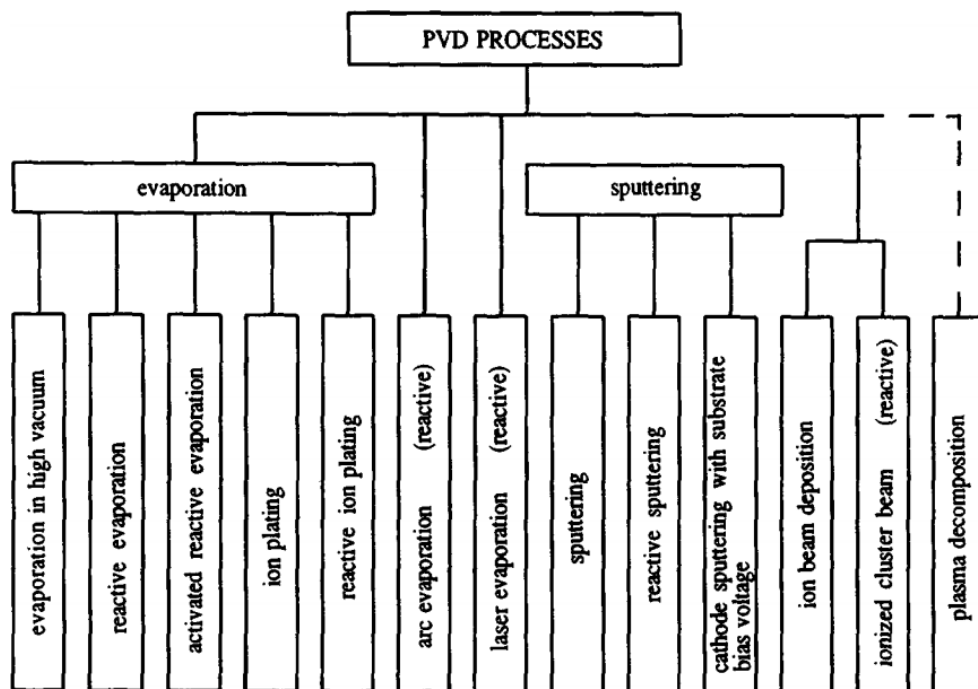 PVD PROCESSES
evaporation
sputtering
evaporation in high vacuum
reactive evaporation
activated reactive evaporation
ion plating
reactive ion plating
arc evaporation (reactive)
laser evaporation (reactive)
sputtering
reactive sputtering
cathode sputtering with substrate
bias voltage
ion beam deposition
ionized cluster beam (reactive)
plasma decomposition